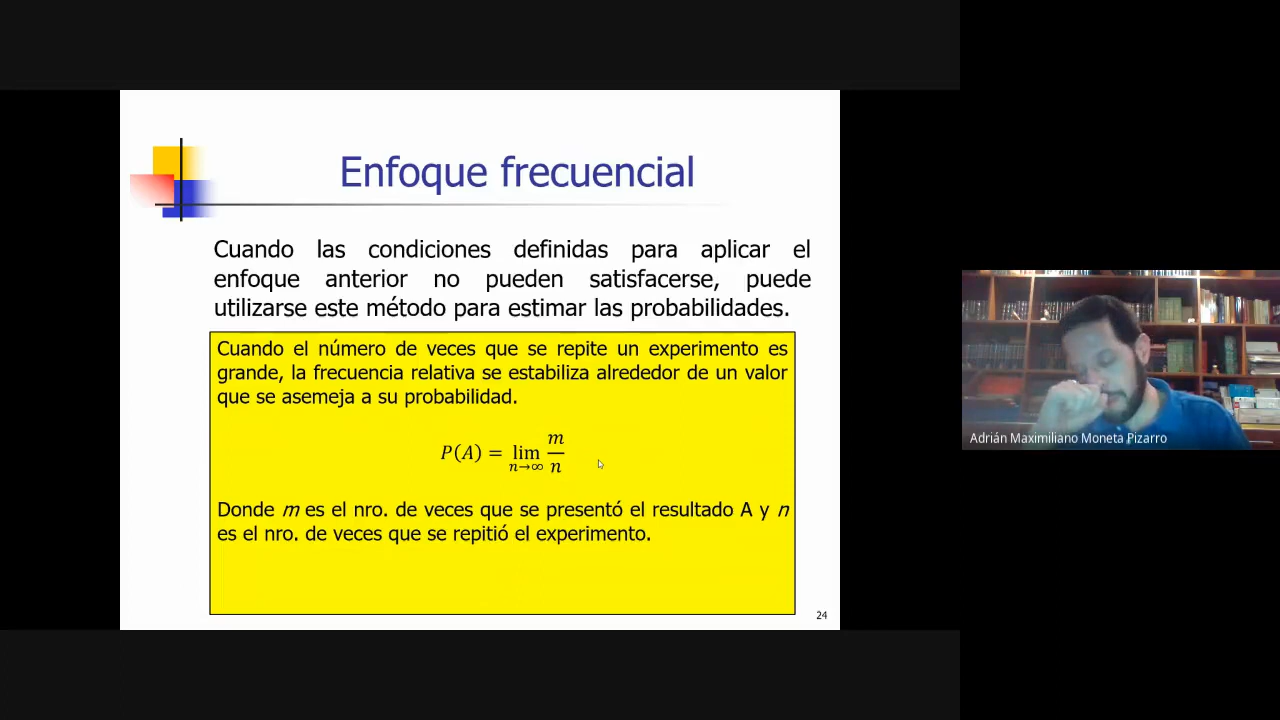 Enfoque frecuencial
Cuando las condiciones definidas para aplicar el
enfoque anterior no pueden satisfacerse, puede
utilizarse este método para estimar las probabilidades.
Cuando el número de veces que se repite un experimento es
grande, la frecuencia relativa se estabiliza alrededor de un valor
que se asemeja a su probabilidad.
P(A) = lim n→∞ m/n
Donde m es el nro. de veces que se presentó el resultado A y n
es el nro. de veces que se repitió el experimento.
24
Adrián Maximiliano Moneta Pizarro